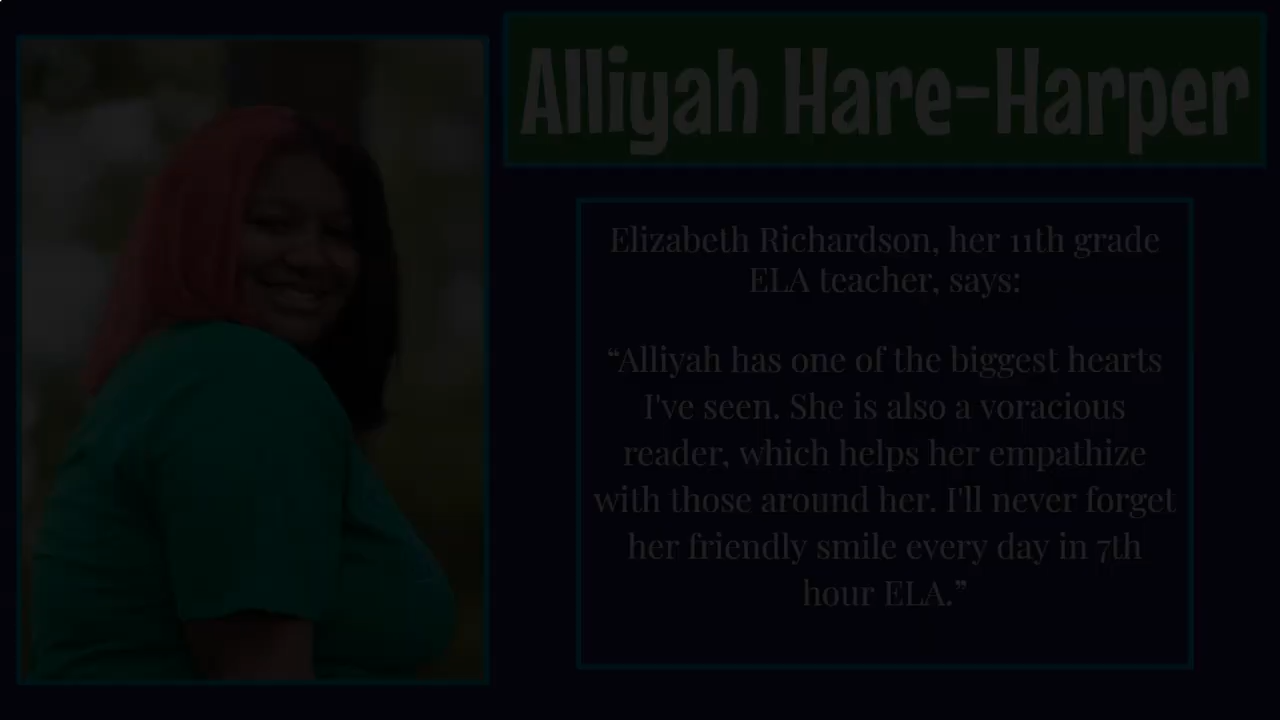 Alliyah Hare-Harper
Elizabeth Richardson, her 11th grade
ELA teacher, says:
“Alliyah has one of the biggest hearts
I've seen. She is also a voracious
reader, which helps her empathize
with those around her. I'll never forget
her friendly smile every day in 7th
hour ELA.”